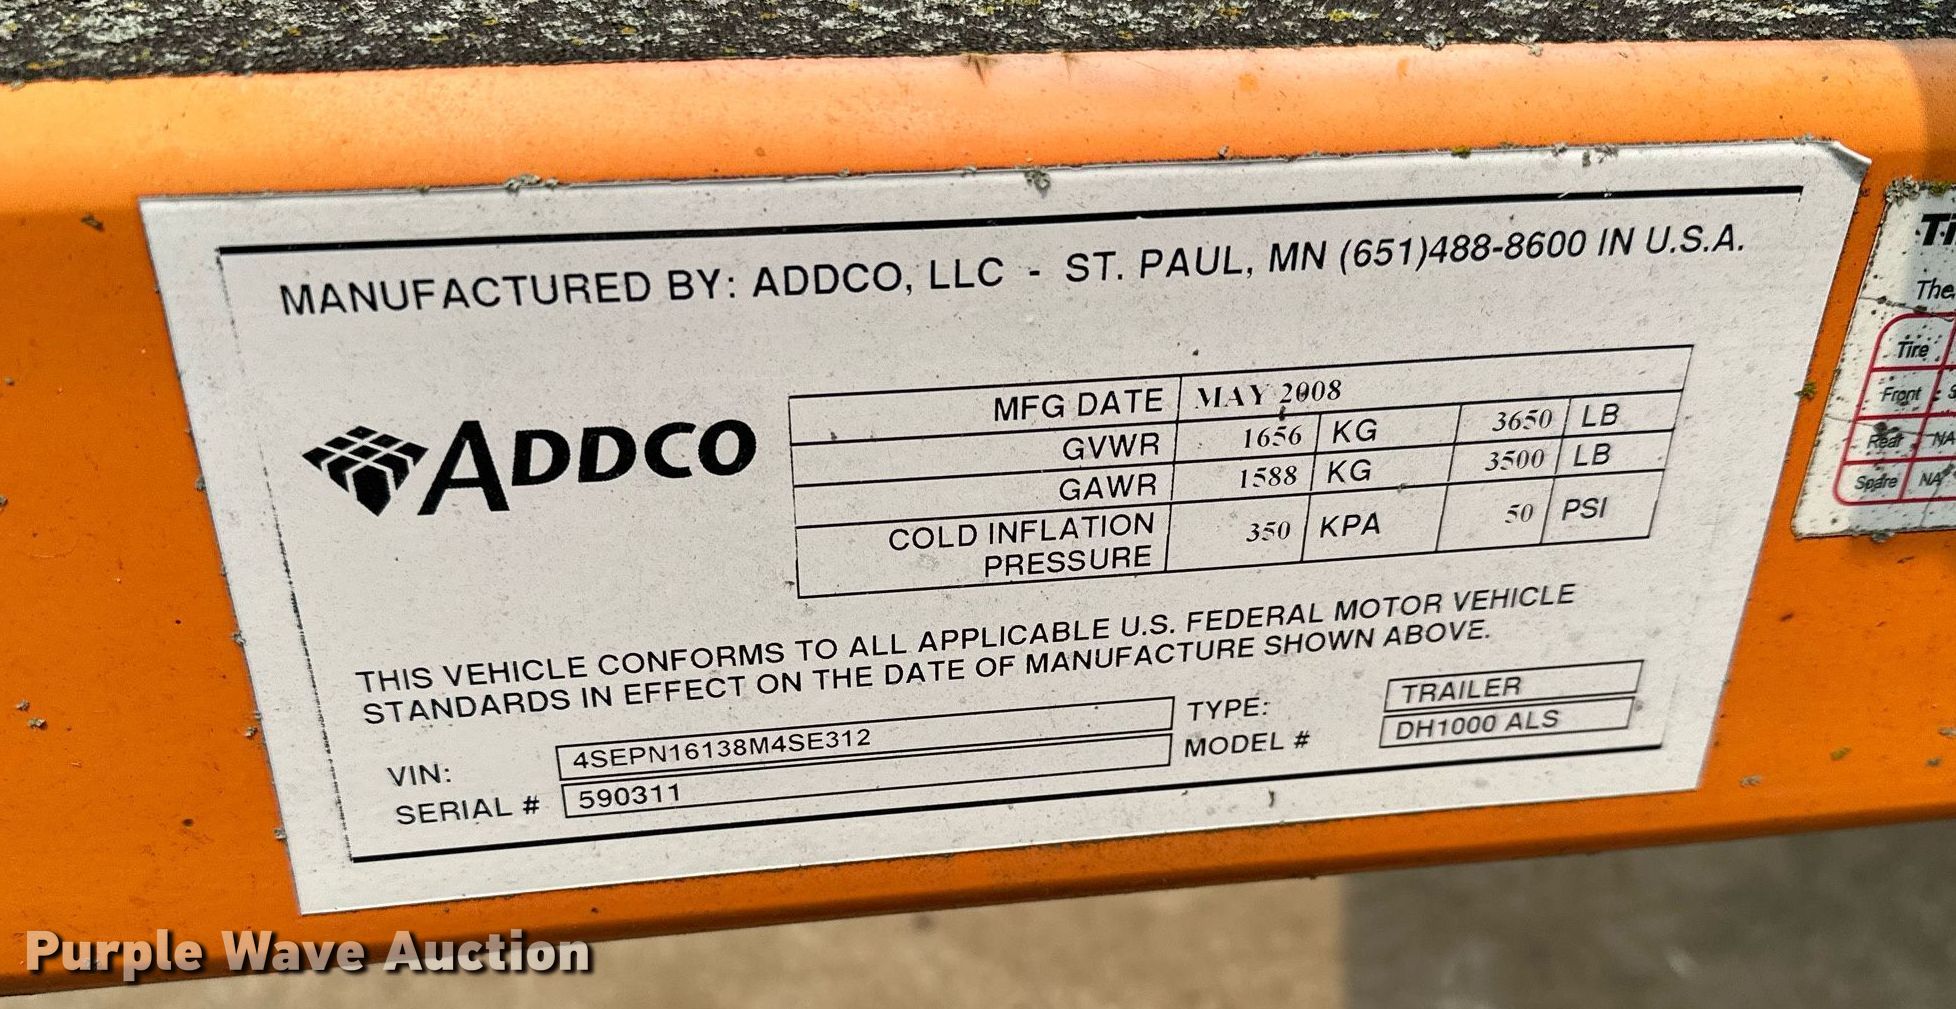 MANUFACTURED BY: ADDCO, LLC - ST. PAUL, MN (651)488-8600 IN U.S.A.
ADDCO
MFG DATE MAY 2008
GVWR 1656 KG 3650 LB
GAWR 1588 KG 3500 LB
COLD INFLATION
PRESSURE 350 KPA 50 PSI
THIS VEHICLE CONFORMS TO ALL APPLICABLE U.S. FEDERAL MOTOR VEHICLE
STANDARDS IN EFFECT ON THE DATE OF MANUFACTURE SHOWN ABOVE.
VIN: 4SEPN16138M4SE312 TYPE: TRAILER
SERIAL # 590311 MODEL # DH1000 ALS
Tire
Front
Rear NA
Spare NA
Purple Wave Auction